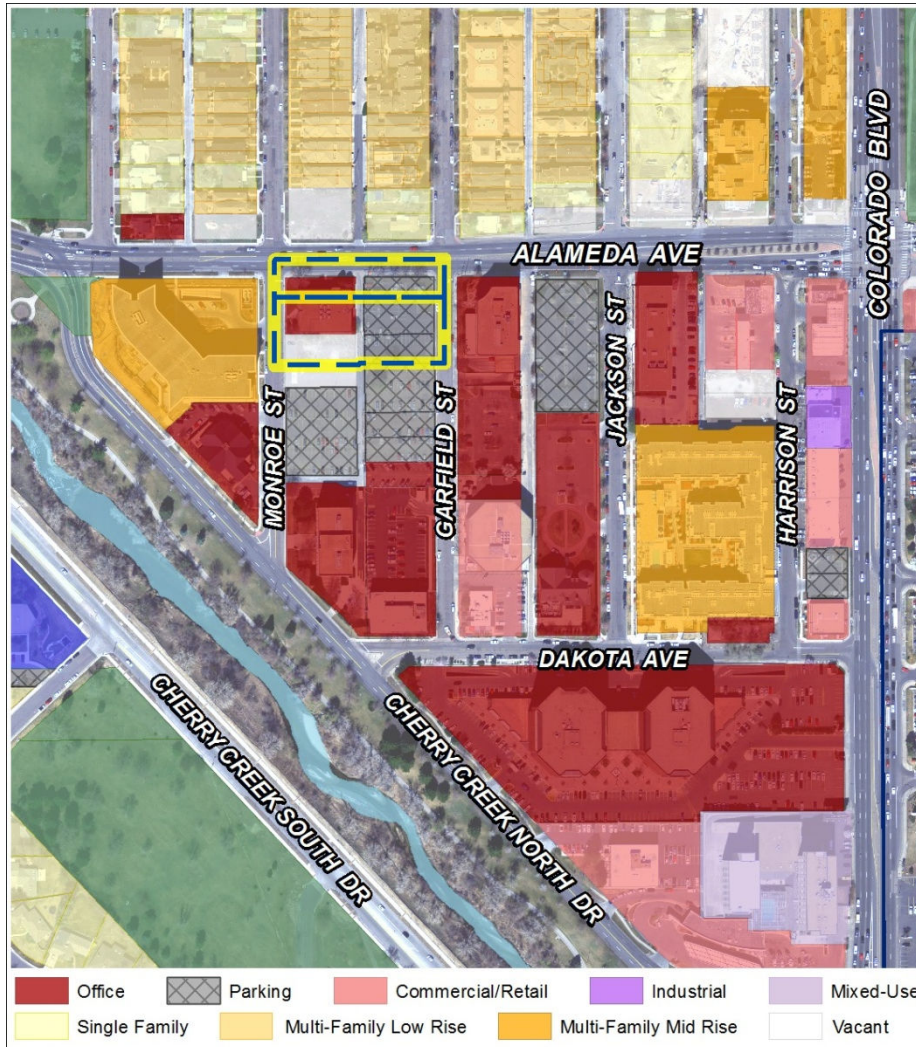 COLORADO BLVD
ALAMEDA AVE
JACKSON ST
MONROE ST
GARFIELD ST
HARRISON ST
DAKOTA AVE
CHERRY CREEK SOUTH DR
CHERRY CREEK NORTH DR
Office Parking Commercial/Retail Industrial Mixed-Use
Single Family Multi-Family Low Rise Multi-Family Mid Rise Vacant